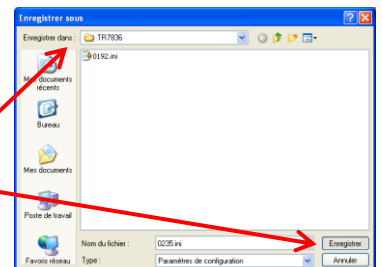 Enregistrer sous
Enregistrer dans :
TR7836
0192.ini
Mes documents
récents
Bureau
Mes documents
Poste de travail
Nom du fichier :
0235.ini
Enregistrer
Favoris réseau
Type :
Paramètres de configuration
Annuler